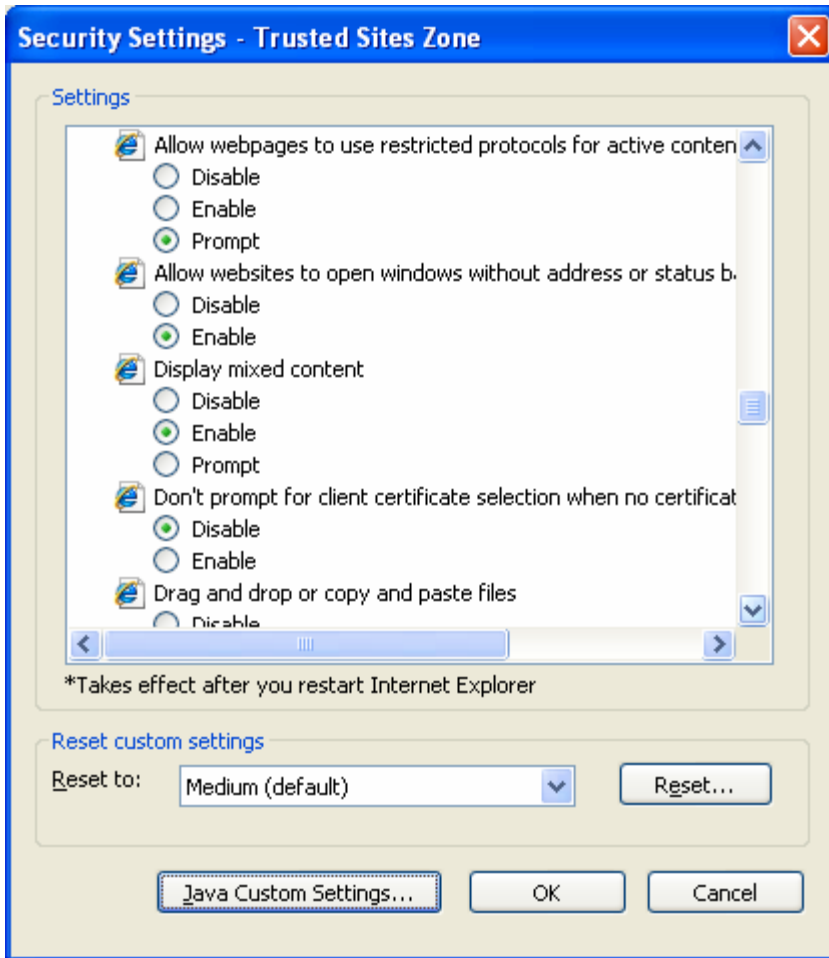 Security Settings - Trusted Sites Zone
Settings
Allow webpages to use restricted protocols for active conten
Disable
Enable
Prompt
Allow websites to open windows without address or status ba
Disable
Enable
Display mixed content
Disable
Enable
Prompt
Don't prompt for client certificate selection when no certificat
Disable
Enable
Drag and drop or copy and paste files
Disable
*Takes effect after you restart Internet Explorer
Reset custom settings
Reset to:
Medium (default)
Reset...
Java Custom Settings...
OK
Cancel